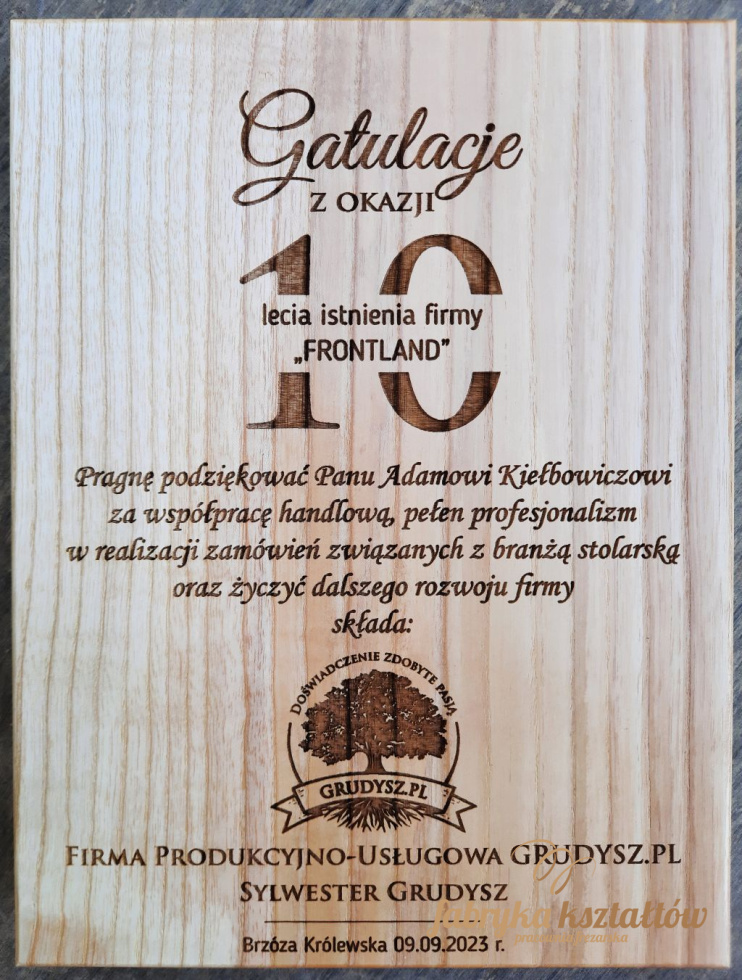 Gatulacje
Z OKAZJI
10
lecia istnienia firmy
„FRONTLAND”
Pragnę podziękować Panu Adamowi Kiełbowiczowi
za współpracę handlową, pełen profesjonalizm
w realizacji zamówień związanych z branżą stolarską
oraz życzyć dalszego rozwoju firmy
składa:
DOŚWIADCZENIE ZDOBYTE PASJĄ
GRUDYSZ.PL
FIRMA PRODUKCYJNO-USŁUGOWA GRUDYSZ.PL
SYLWESTER GRUDYSZ
fabryka kształtów
Brzóza Królewska 09.09.2023 r.